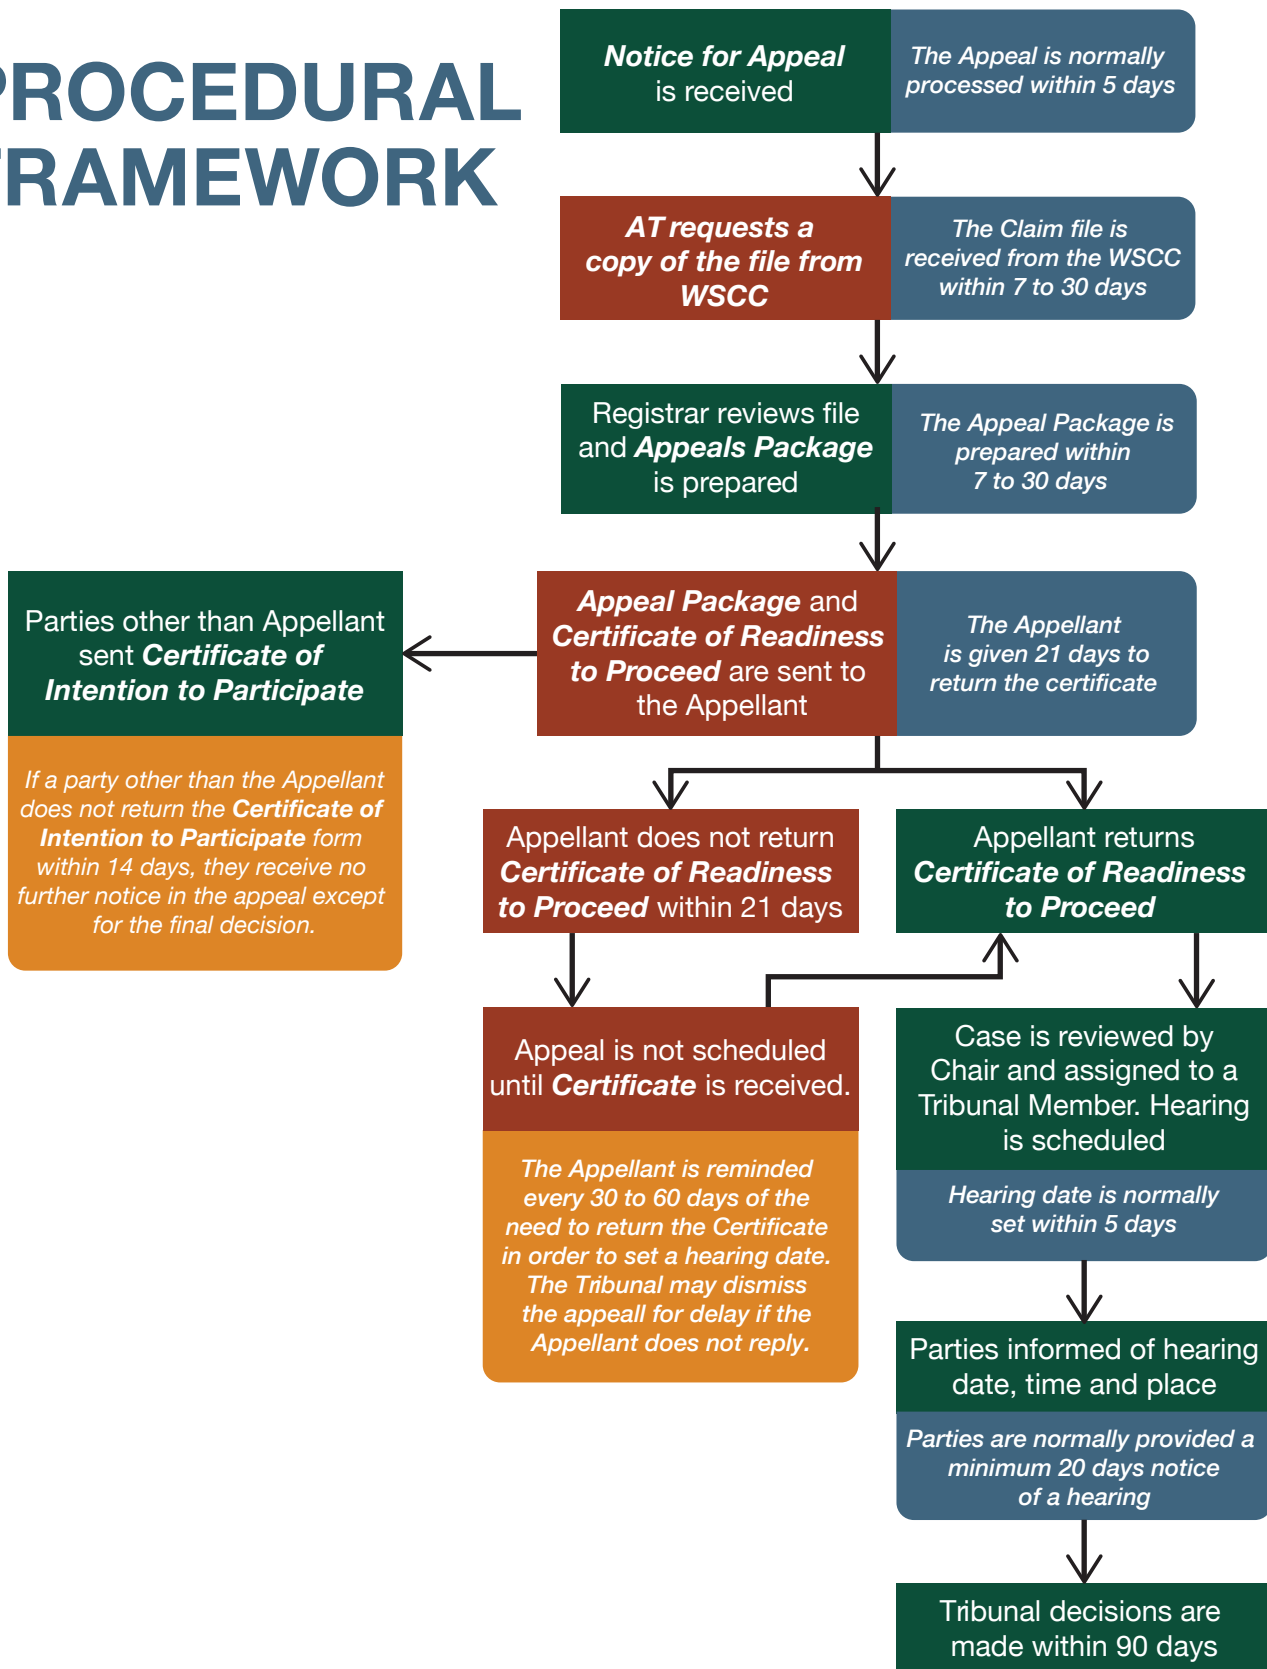 PROCEDURAL
FRAMEWORK
Notice for Appeal
is received
The Appeal is normally
processed within 5 days
AT requests a
copy of the file from
WSCC
The Claim file is
received from the WSCC
within 7 to 30 days
Registrar reviews file
and Appeals Package
is prepared
The Appeal Package is
prepared within
7 to 30 days
Parties other than Appellant
sent Certificate of
Intention to Participate
If a party other than the Appellant
does not return the Certificate of
Intention to Participate form
within 14 days, they receive no
further notice in the appeal except
for the final decision.
Appeal Package and
Certificate of Readiness
to Proceed are sent to
the Appellant
The Appellant
is given 21 days to
return the certificate
Appellant does not return
Certificate of Readiness
to Proceed within 21 days
Appellant returns
Certificate of Readiness
to Proceed
Appeal is not scheduled
until Certificate is received.
The Appellant is reminded
every 30 to 60 days of the
need to return the Certificate
in order to set a hearing date.
The Tribunal may dismiss
the appeall for delay if the
Appellant does not reply.
Case is reviewed by
Chair and assigned to a
Tribunal Member. Hearing
is scheduled
Hearing date is normally
set within 5 days
Parties informed of hearing
date, time and place
Parties are normally provided a
minimum 20 days notice
of a hearing
Tribunal decisions are
made within 90 days